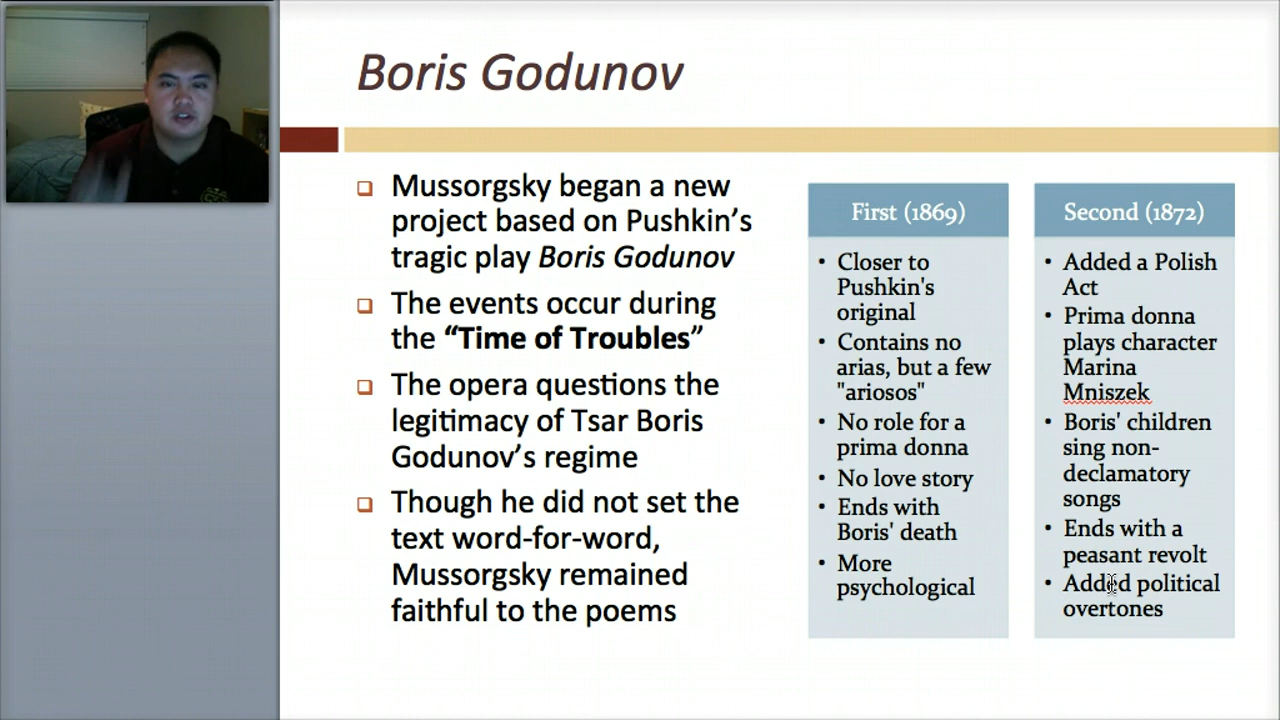 Boris Godunov
Mussorgsky began a new
project based on Pushkin’s
tragic play Boris Godunov
The events occur during
the “Time of Troubles”
The opera questions the
legitimacy of Tsar Boris
Godunov’s regime
Though he did not set the
text word-for-word,
Mussorgsky remained
faithful to the poems
First (1869)
• Closer to
Pushkin's
original
• Contains no
arias, but a few
"ariosos"
• No role for a
prima donna
• No love story
• Ends with
Boris' death
• More
psychological
Second (1872)
• Added a Polish
Act
• Prima donna
plays character
Marina
Mniszek
• Boris' children
sing non-
declamatory
songs
• Ends with a
peasant revolt
• Added political
overtones